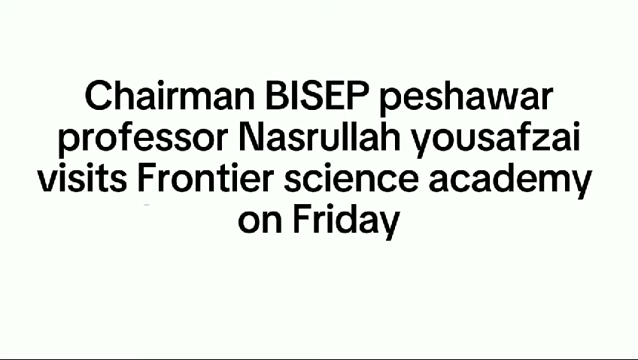 Chairman BISEP peshawar
professor Nasrullah yousafzai
visits Frontier science academy
on Friday